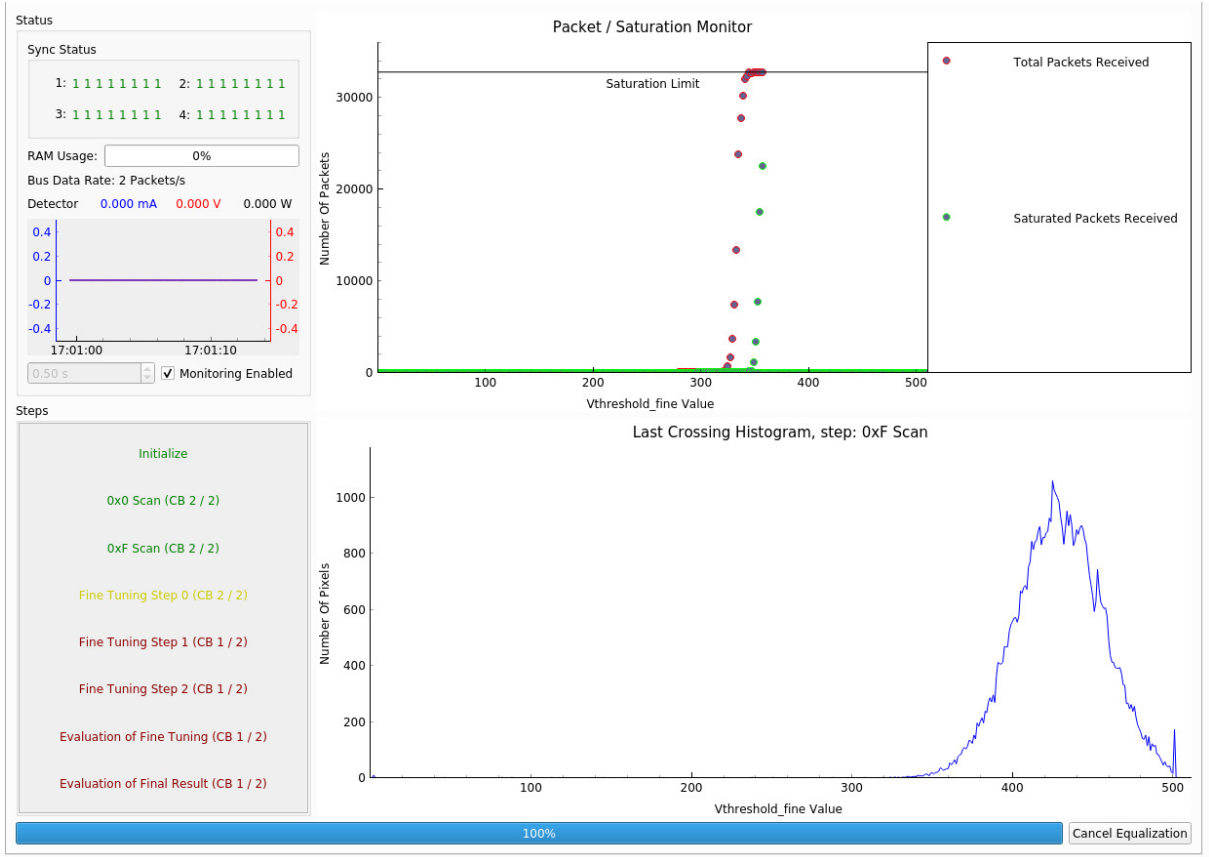 Status
Sync Status
1: 1 1 1 1 1 1 1 1 2: 1 1 1 1 1 1 1 1
3: 1 1 1 1 1 1 1 1 4: 1 1 1 1 1 1 1 1
RAM Usage: 0%
Bus Data Rate: 2 Packets/s
Detector 0.000 mA 0.000 V 0.000 W
0.4 0.4
0.2 0.2
0 0
-0.2 -0.2
-0.4 -0.4
17:01:00 17:01:10
0.50 s Monitoring Enabled
Steps
Initialize
0x0 Scan (CB 2 / 2)
0xF Scan (CB 2 / 2)
Fine Tuning Step 0 (CB 2 / 2)
Fine Tuning Step 1 (CB 1 / 2)
Fine Tuning Step 2 (CB 1 / 2)
Evaluation of Fine Tuning (CB 1 / 2)
Evaluation of Final Result (CB 1 / 2)
Packet / Saturation Monitor
Saturation Limit
Number Of Packets
30000
20000
10000
0
100 200 300 400 500
Vthreshold_fine Value
Total Packets Received
Saturated Packets Received
Last Crossing Histogram, step: 0xF Scan
Number Of Pixels
1000
800
600
400
200
0
100 200 300 400 500
Vthreshold_fine Value
100%
Cancel Equalization